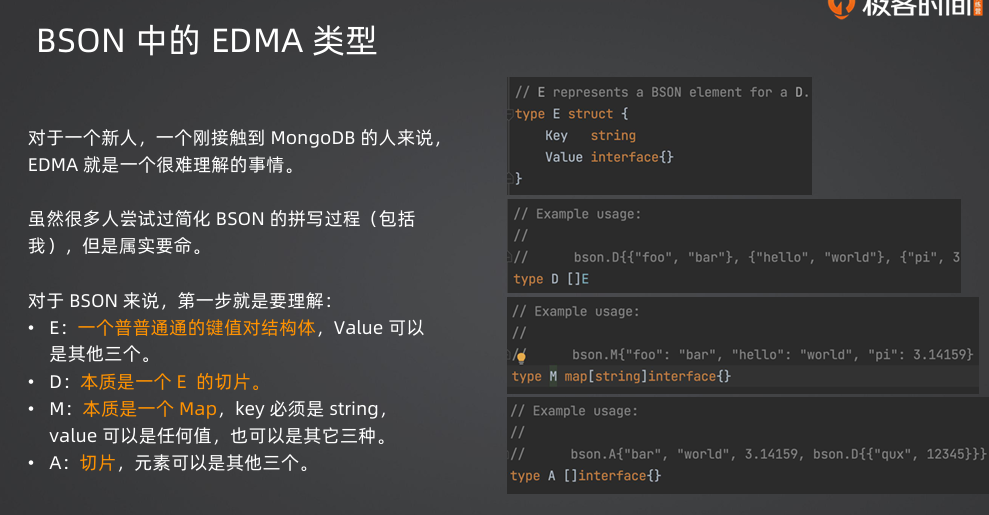 极客时间
BSON 中的 EDMA 类型
对于一个新人，一个刚接触到 MongoDB 的人来说，
EDMA 就是一个很难理解的事情。
虽然很多人尝试过简化 BSON 的拼写过程（包括
我），但是属实要命。
对于 BSON 来说，第一步就是要理解：
• E：一个普普通通的键值对结构体，Value 可以
是其他三个。
• D：本质是一个 E 的切片。
• M：本质是一个 Map，key 必须是 string，
value 可以是任何值，也可以是其它三种。
• A：切片，元素可以是其他三个。
// E represents a BSON element for a D.
type E struct {
Key string
Value interface{}
}
// Example usage:
//
// bson.D{{"foo", "bar"}, {"hello", "world"}, {"pi", 3
type D []E
// Example usage:
//
// bson.M{"foo": "bar", "hello": "world", "pi": 3.14159}
type M map[string]interface{}
// Example usage:
//
// bson.A{"bar", "world", 3.14159, bson.D{{"qux", 12345}}}
type A []interface{}